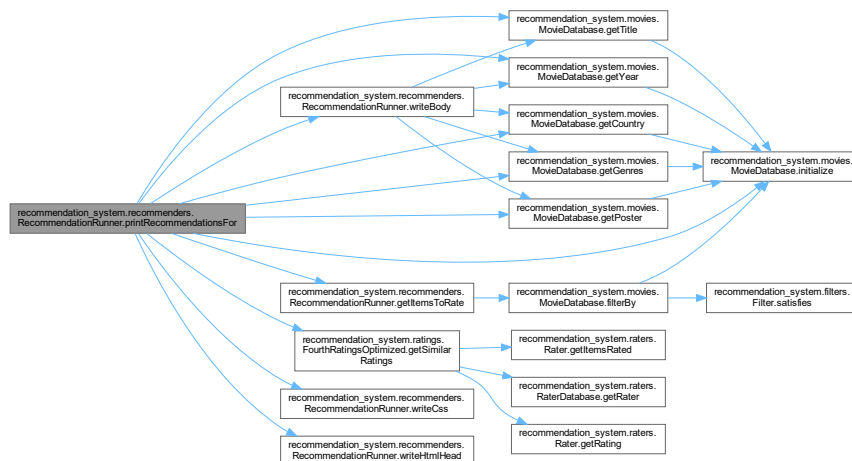 recommendation_system.movies.
MovieDatabase.getTitle
recommendation_system.movies.
MovieDatabase.getYear
recommendation_system.recommenders.
RecommendationRunner.writeBody
recommendation_system.movies.
MovieDatabase.getCountry
recommendation_system.movies.
MovieDatabase.getGenres
recommendation_system.movies.
MovieDatabase.initialize
recommendation_system.movies.
MovieDatabase.getPoster
recommendation_system.recommenders.
RecommendationRunner.printRecommendationsFor
recommendation_system.recommenders.
RecommendationRunner.getItemsToRate
recommendation_system.movies.
MovieDatabase.filterBy
recommendation_system.filters.
Filter.satisfies
recommendation_system.ratings.
FourthRatingsOptimized.getSimilar
Ratings
recommendation_system.raters.
Rater.getItemsRated
recommendation_system.raters.
RaterDatabase.getRater
recommendation_system.recommenders.
RecommendationRunner.writeCss
recommendation_system.raters.
Rater.getRating
recommendation_system.recommenders.
RecommendationRunner.writeHtmlHead